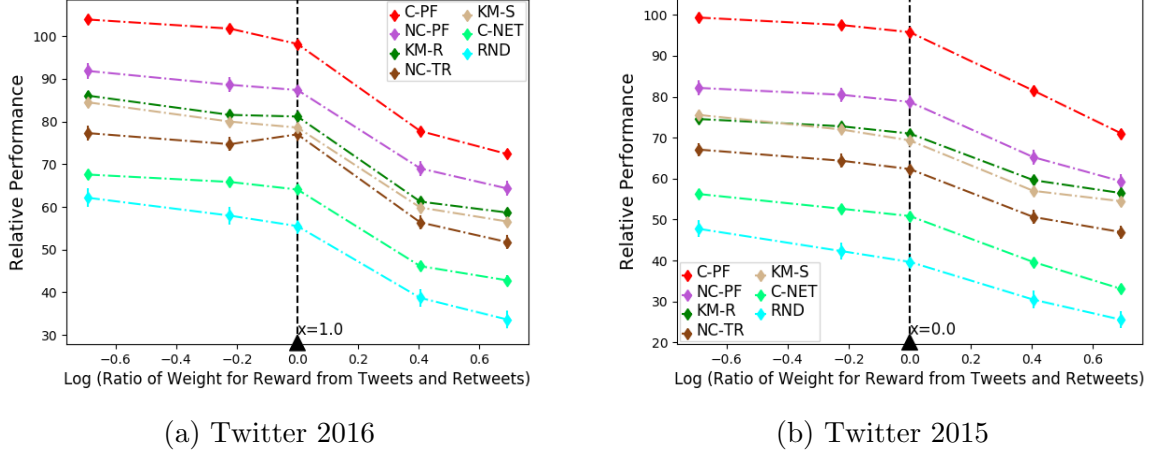 C-PF
NC-PF
KM-R
NC-TR
KM-S
C-NET
RND
Relative Performance
100
90
80
70
60
50
40
30
x=1.0
−0.6 −0.4 −0.2 0.0 0.2 0.4 0.6
Log (Ratio of Weight for Reward from Tweets and Retweets)
(a) Twitter 2016
Relative Performance
100
90
80
70
60
50
40
30
20
C-PF
NC-PF
KM-R
NC-TR
KM-S
C-NET
RND
x=0.0
−0.6 −0.4 −0.2 0.0 0.2 0.4 0.6
Log (Ratio of Weight for Reward from Tweets and Retweets)
(b) Twitter 2015